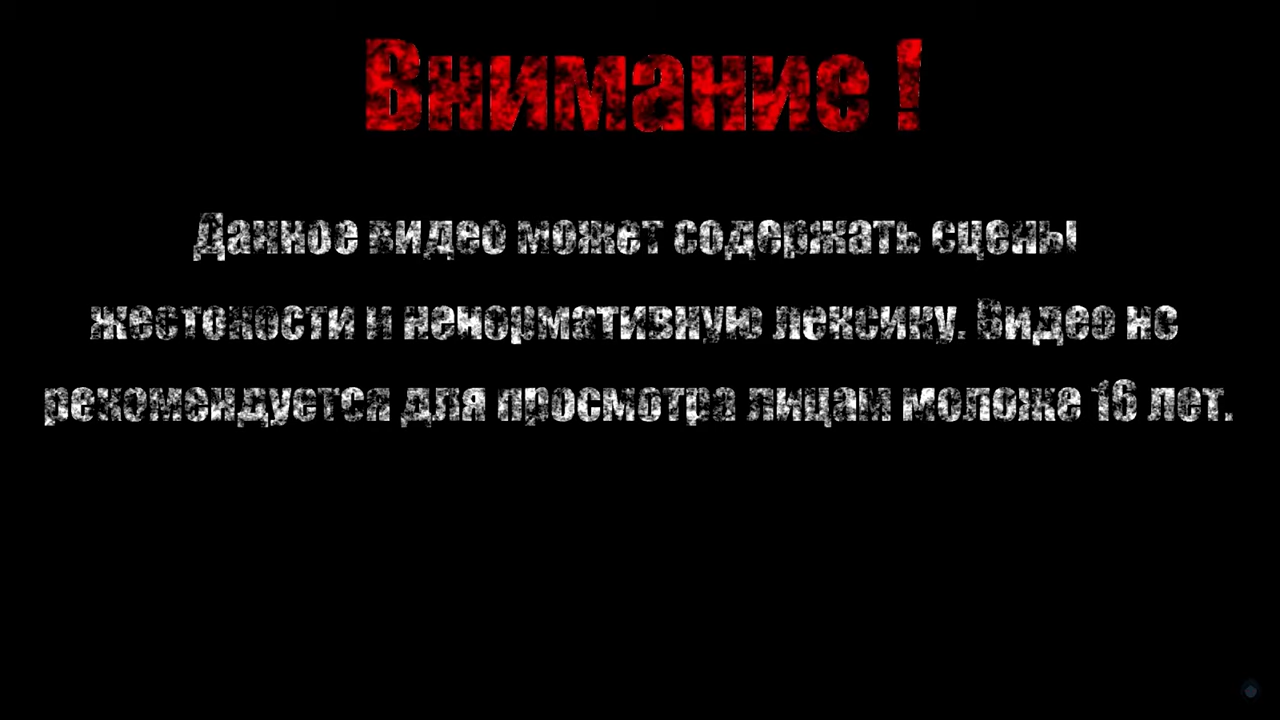 Внимание !
Данное видео может содержать сцены
жестокости и ненормативную лексику. Видео не
рекомендуется для просмотра лицам моложе 16 лет.